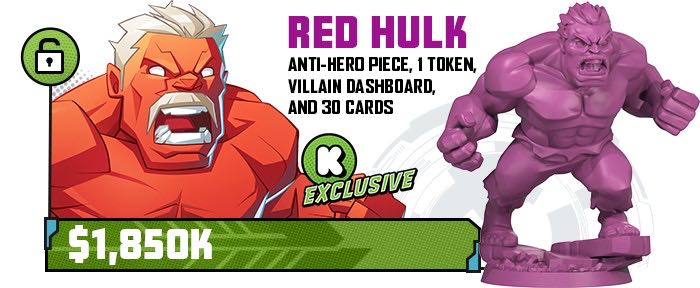 RED HULK
ANTI-HERO PIECE, 1 TOKEN,
VILLAIN DASHBOARD,
AND 30 CARDS
K
EXCLUSIVE
$1,850K